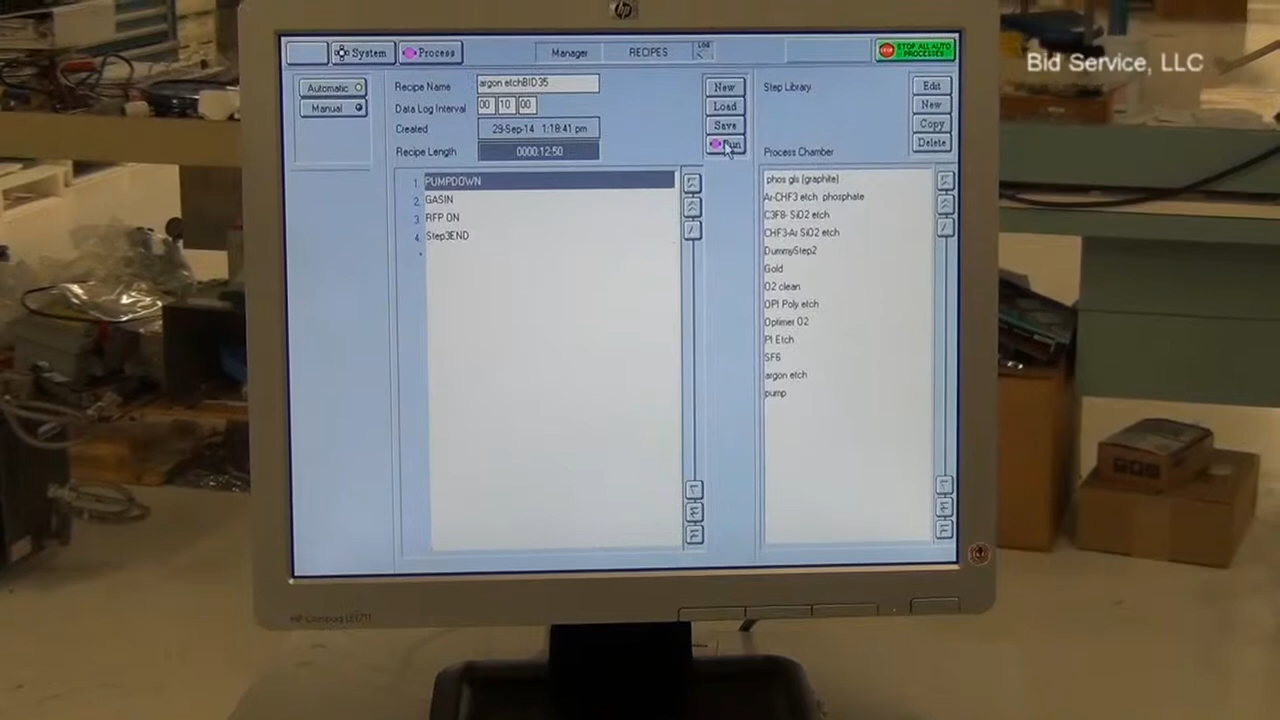 hp
Bid Service, LLC
System
Process
Manager
RECIPES
LOG
STOP ALL AUTO
PROCESSES
Automatic
Manual
Recipe Name
argon etchBID35
Data Log Interval
00 10 00
Created
29-Sep-14 1:18:41 pm
Recipe Length
0000:12:50
New
Load
Save
Run
1. PUMPDOWN
2. GASIN
3. RFP ON
4. Step3END
Step Library
Process Chamber
Edit
New
Copy
Delete
phos gls (graphite)
Ar-CHF3 etch phosphate
C3F8- SiO2 etch
CHF3-Ar SiO2 etch
DummyStep2
Gold
O2 clean
OPI Poly etch
Optimer O2
PI Etch
SF6
argon etch
pump
HP Compaq LE1711